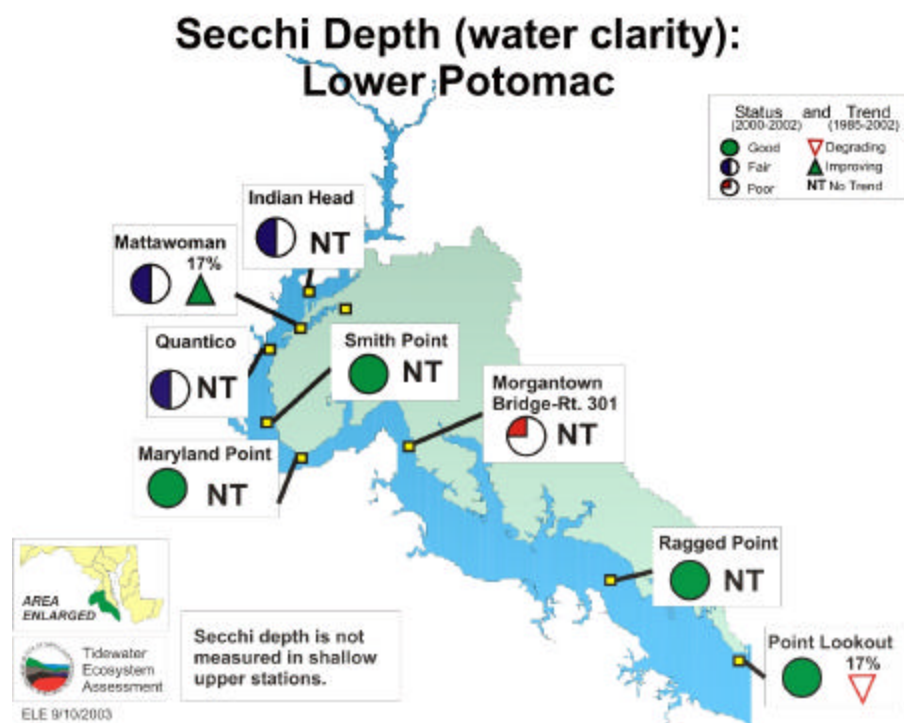 Secchi Depth (water clarity):
Lower Potomac
Status and Trend
(2000-2002) (1985-2002)
Good Degrading
Fair Improving
Poor NT No Trend
Indian Head
NT
Mattawoman
17%
Quantico
NT
Smith Point
NT
Morgantown
Bridge-Rt. 301
NT
Maryland Point
NT
Ragged Point
NT
Point Lookout
17%
AREA
ENLARGED
Tidewater
Ecosystem
Assessment
Secchi depth is not
measured in shallow
upper stations.
ELE 9/10/2003